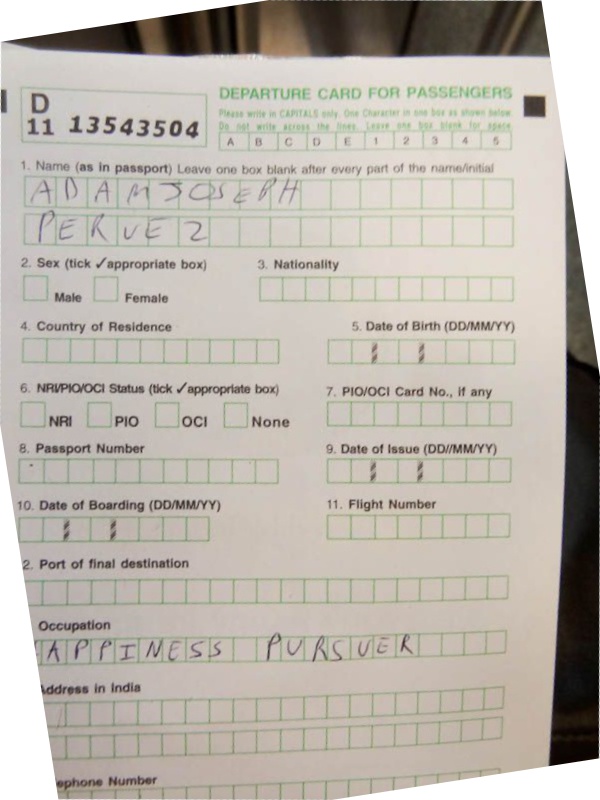 D
11 13543504
DEPARTURE CARD FOR PASSENGERS
Please write in CAPITALS only. One Character in one box as shown below
Do not write across the lines. Leave one box blank for space
A B C D E 1 2 3 4 5
1. Name (as in passport) Leave one box blank after every part of the name/initial
ADAMJOSEPH
PERVEZ
2. Sex (tick ✓appropriate box)
3. Nationality
Male Female
4. Country of Residence
5. Date of Birth (DD/MM/YY)
6. NRI/PIO/OCI Status (tick ✓appropriate box)
7. PIO/OCI Card No., if any
NRI PIO OCI None
8. Passport Number
9. Date of Issue (DD//MM/YY)
10. Date of Boarding (DD/MM/YY)
11. Flight Number
2. Port of final destination
Occupation
APPINESS PURSUER
Address in India
ephone Number